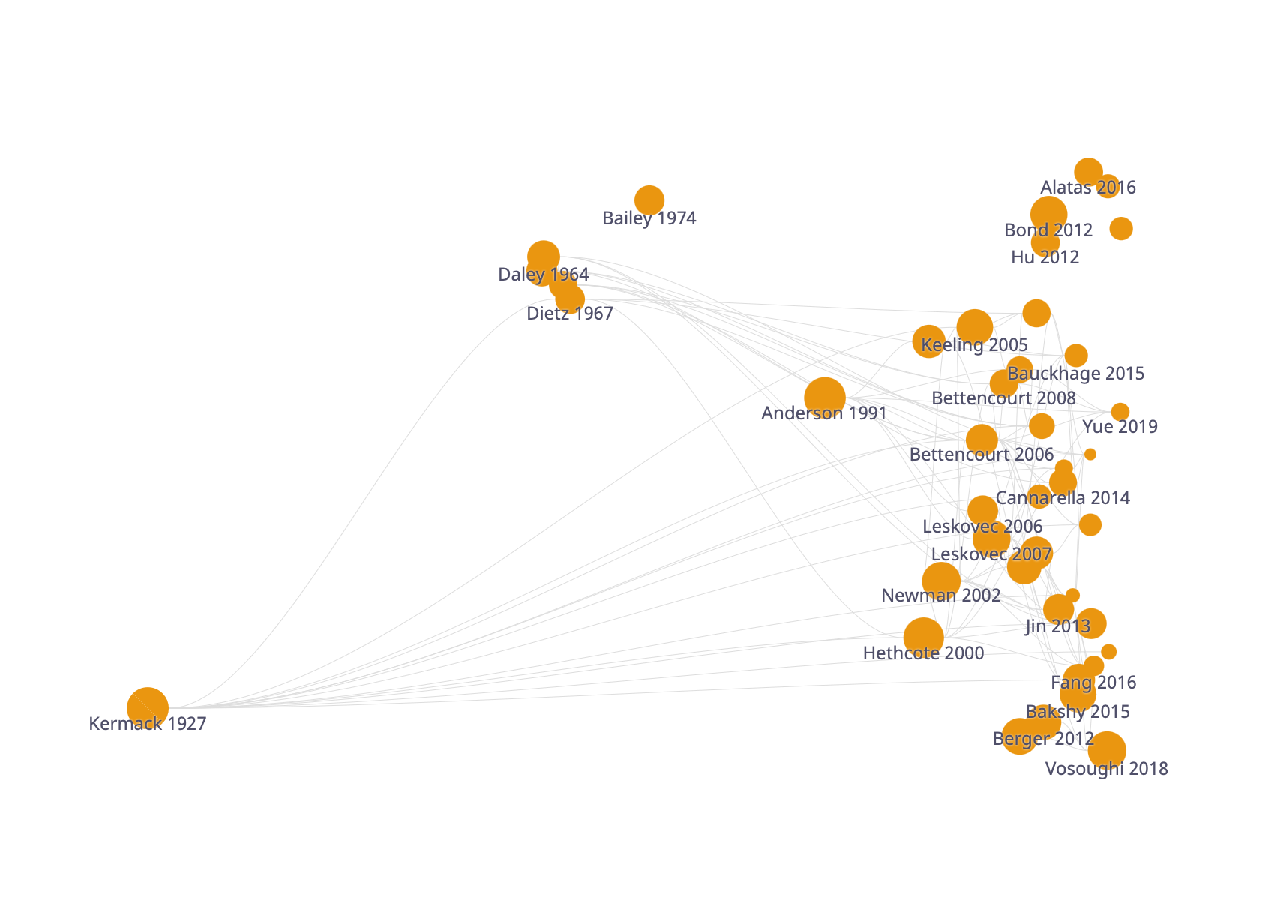 Alatas 2016
Bailey 1974
Bond 2012
Hu 2012
Daley 1964
Dietz 1967
Keeling 2005
Bauckhage 2015
Bettencourt 2008
Anderson 1991
Yue 2019
Bettencourt 2006
Cannarella 2014
Leskovec 2006
Leskovec 2007
Newman 2002
Jin 2013
Hethcote 2000
Fang 2016
Bakshy 2015
Kermack 1927
Berger 2012
Vosoughi 2018